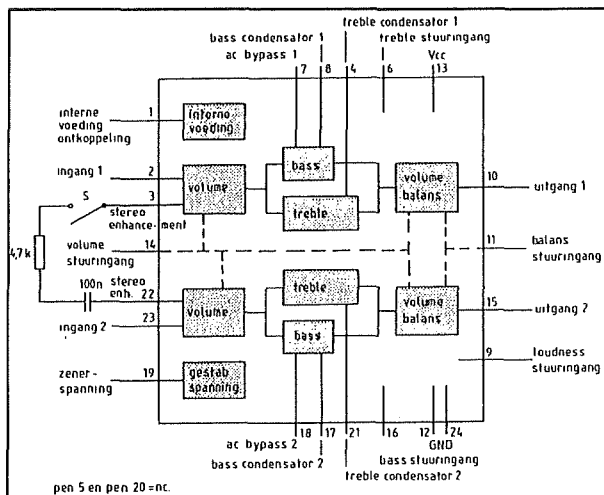 treble condensator 1
bass condensator 1
treble stuuringang
ac bypass 1
Vcc
7 8 4 6 13
interne
voeding
ontkoppeling
1
interne
voeding
ingang 1
2
S
3
stereo
enhancement
volume
bass
treble
volume
balans
10
uitgang 1
4,7k
volume
stuuringang
14
11
balans
stuuringang
100n
stereo
enh.
22
ingang 2
23
volume
treble
bass
volume
balans
15
uitgang 2
9
loudness
stuuringang
zener-
spanning
19
gestab
spanning
18 17 21 16 12 24
ac bypass 2
GND
bass stuuringang
bass condensator 2
treble condensator 2
pen 5 en pen 20 =nc.